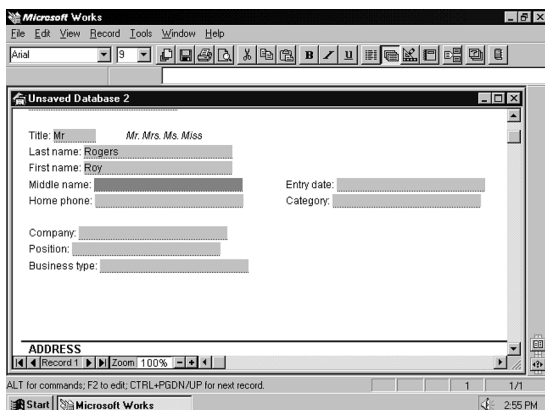 Microsoft Works
File Edit View Record Tools Window Help
Arial 9 B I U
Unsaved Database 2
Title: Mr Mr. Mrs. Ms. Miss
Last name: Rogers
First name: Roy
Middle name: Entry date:
Home phone: Category:
Company:
Position:
Business type:
ADDRESS
Record 1 Zoom 100%
ALT for commands; F2 to edit; CTRL+PGDN/UP for next record. 1 1/1
Start Microsoft Works 2:55 PM